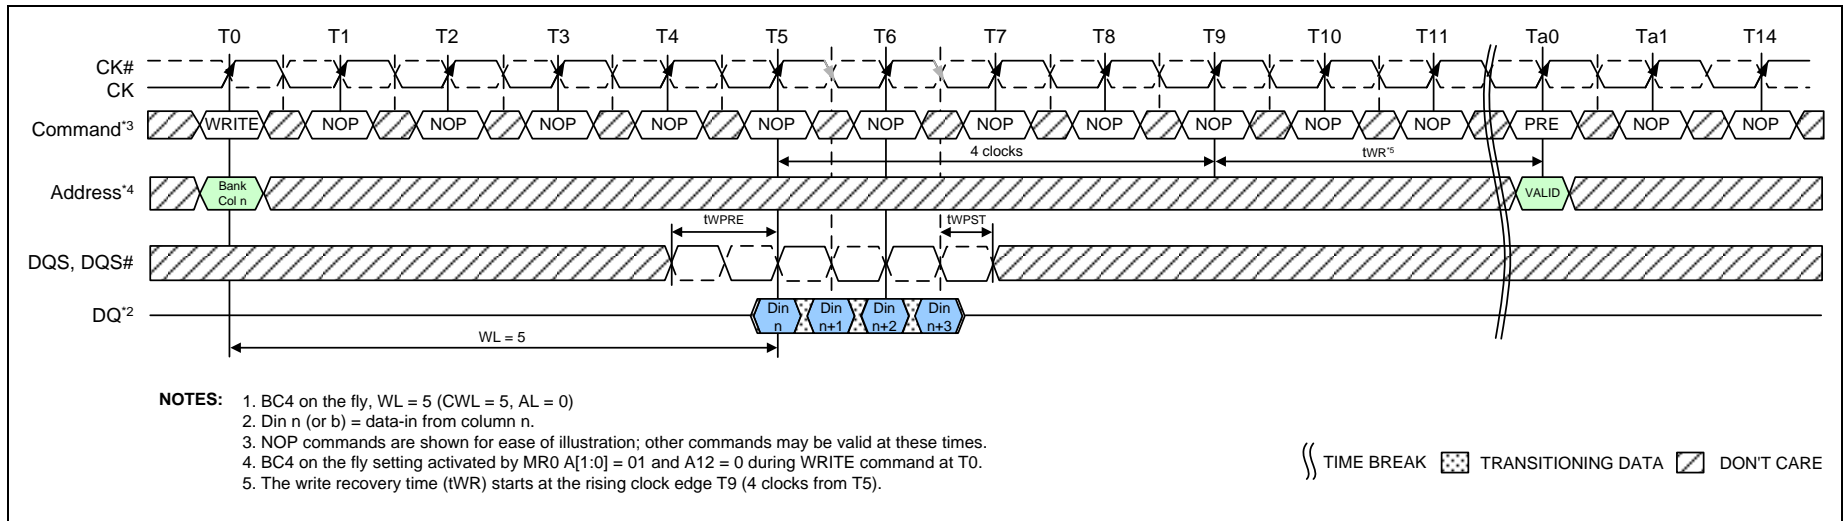 T0 T1 T2 T3 T4 T5 T6 T7 T8 T9 T10 T11 Ta0 Ta1 T14
CK#
CK
Command*3 WRITE NOP NOP NOP NOP NOP NOP NOP NOP NOP NOP NOP PRE NOP NOP
4 clocks tWR*5
Address*4 Bank Col n VALID
tWPRE tWPST
DQS, DQS#
DQ*2 Din n Din n+1 Din n+2 Din n+3
WL = 5
NOTES: 1. BC4 on the fly, WL = 5 (CWL = 5, AL = 0)
2. Din n (or b) = data-in from column n.
3. NOP commands are shown for ease of illustration; other commands may be valid at these times.
4. BC4 on the fly setting activated by MR0 A[1:0] = 01 and A12 = 0 during WRITE command at T0.
5. The write recovery time (tWR) starts at the rising clock edge T9 (4 clocks from T5).
TIME BREAK TRANSITIONING DATA DON'T CARE